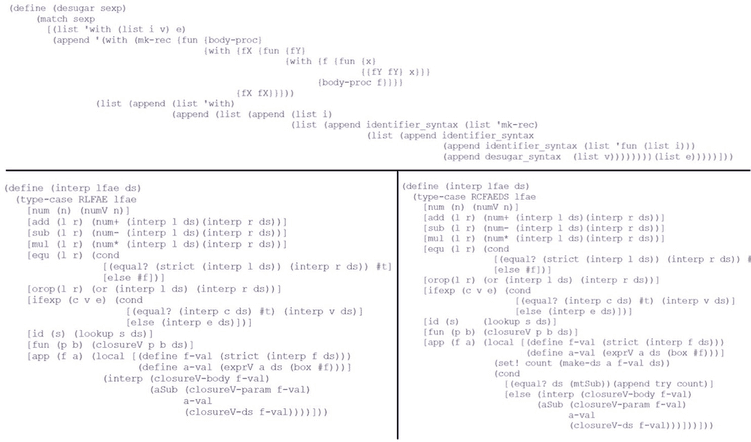 (define (desugar sexp)
(match sexp
[(list 'with (list i v) e)
(append '(with (mk-rec {fun {body-proc}
{with {fX {fun {fY}
{with {f {fun {x}
{{fY fY} x}}}
{body-proc f}}}}
{fX fX}}}))
(list (append (list 'with)
(append (list (append (list i)
(list (append identifier_syntax (list 'mk-rec)
(list (append identifier_syntax
(append identifier_syntax (list 'fun (list i)))
(append desugar_syntax (list v))))))))(list e)))))]))
(define (interp lfae ds)
(type-case RLFAE lfae
[num (n) (numV n)]
[add (l r) (num+ (interp l ds)(interp r ds))]
[sub (l r) (num- (interp l ds)(interp r ds))]
[mul (l r) (num* (interp l ds)(interp r ds))]
[equ (l r) (cond
[(equal? (strict (interp l ds)) (interp r ds)) #t]
[else #f])]
[orop(l r) (or (interp l ds) (interp r ds))]
[ifexp (c v e) (cond
[(equal? (interp c ds) #t) (interp v ds)]
[else (interp e ds)])]
[id (s) (lookup s ds)]
[fun (p b) (closureV p b ds)]
[app (f a) (local [(define f-val (strict (interp f ds)))
(define a-val (exprV a ds (box #f)))]
(interp (closureV-body f-val)
(aSub (closureV-param f-val)
a-val
(closureV-ds f-val))))]))
(define (interp lfae ds)
(type-case RCFAEDS lfae
[num (n) (numV n)]
[add (l r) (num+ (interp l ds)(interp r ds))]
[sub (l r) (num- (interp l ds)(interp r ds))]
[mul (l r) (num* (interp l ds)(interp r ds))]
[equ (l r) (cond
[(equal? (strict (interp l ds)) (interp r ds)) #
[else #f])]
[orop(l r) (or (interp l ds) (interp r ds))]
[ifexp (c v e) (cond
[(equal? (interp c ds) #t) (interp v ds)]
[else (interp e ds)])]
[id (s) (lookup s ds)]
[fun (p b) (closureV p b ds)]
[app (f a) (local [(define f-val (strict (interp f ds)))
(define a-val (exprV a ds (box #f)))]
(set! count (make-ds a f-val ds))
(cond
[(equal? ds (mtSub))(append try count)]
[else (interp (closureV-body f-val)
(aSub (closureV-param f-val)
a-val
(closureV-ds f-val)))]))]))